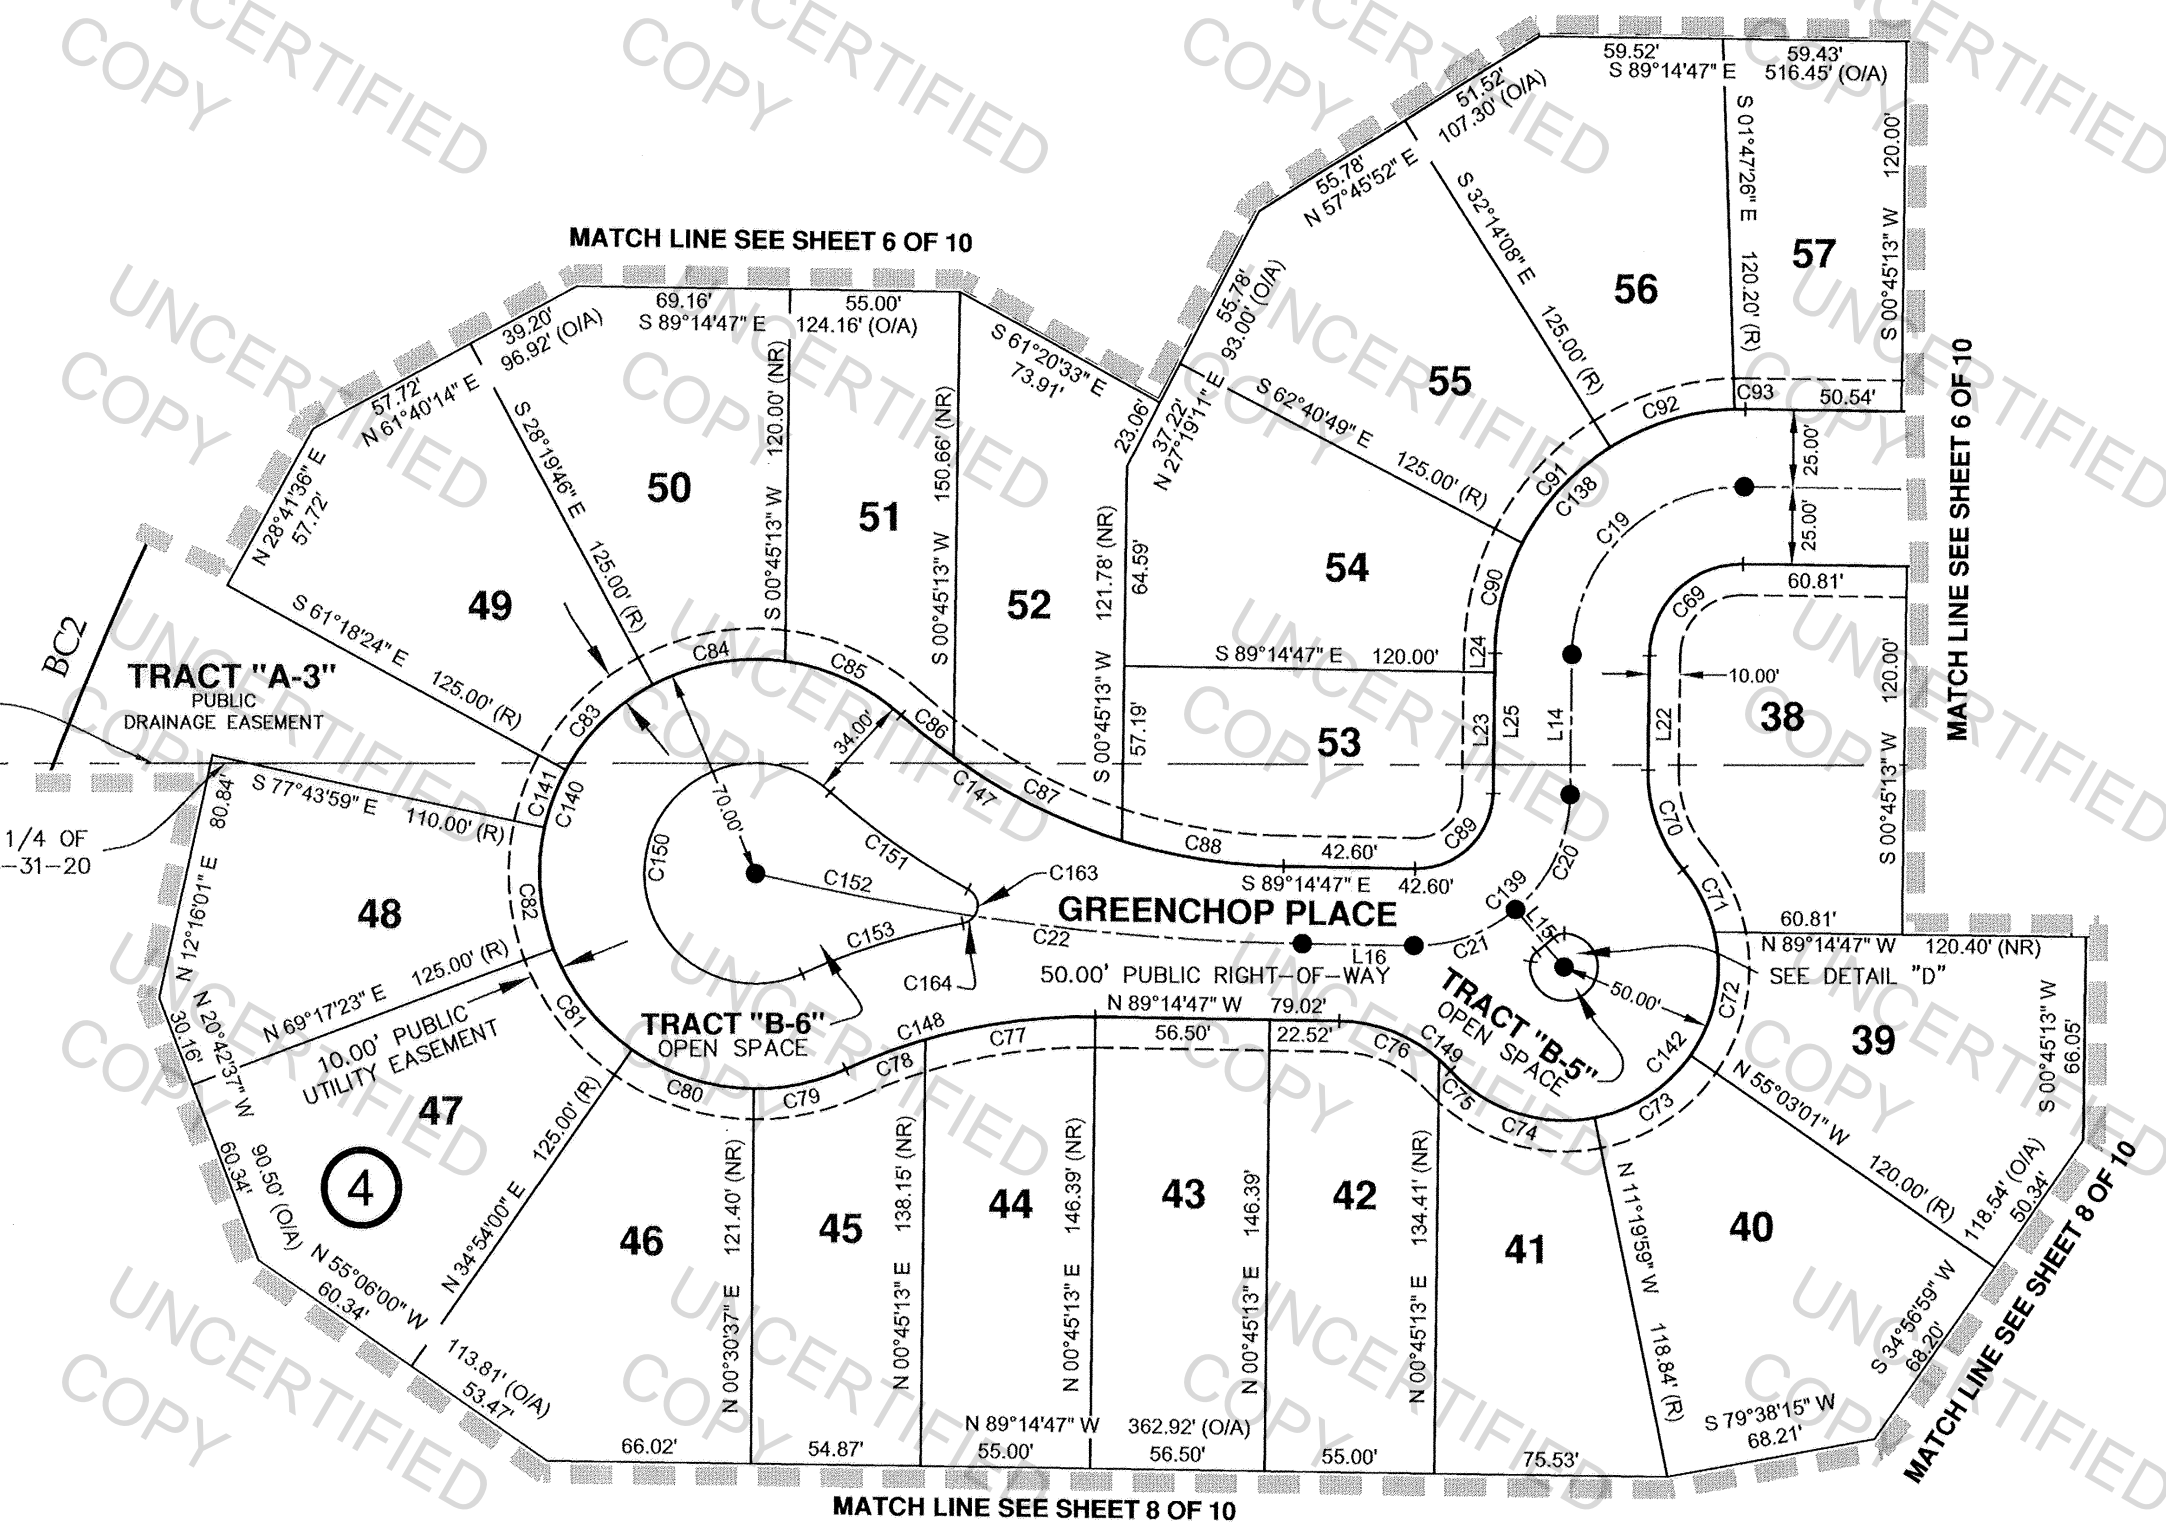 UNCERTIFIED COPY
MATCH LINE SEE SHEET 6 OF 10
59.52'
S 89°14'47" E
59.43'
516.45' (O/A)
51.52'
107.30' (O/A)
55.78'
N 57°45'52" E
55.78'
93.00' (O/A)
37.22'
N 27°19'11" E
23.06'
S 32°14'08" E 125.00' (R)
S 01°47'26" E 120.20' (R)
S 00°45'13" W 120.00'
57
56
55
54
53
S 62°40'49" E 125.00' (R)
C93
50.54'
C92
C91
C138
C90
C19
25.00'
25.00'
MATCH LINE SEE SHEET 6 OF 10
69.16'
S 89°14'47" E
55.00'
124.16' (O/A)
S 61°20'33" E
73.91'
39.20'
96.92' (O/A)
57.72'
N 61°40'14" E
N 28°41'36" E
57.72'
S 28°19'46" E 125.00' (R)
S 00°45'13" W 120.00' (NR)
S 00°45'13" W 150.66' (NR)
S 00°45'13" W 121.78' (NR)
64.59'
57.19'
49
50
51
52
S 61°18'24" E 125.00' (R)
BC2
TRACT "A-3"
PUBLIC
DRAINAGE EASEMENT
1/4 OF
-31-20
S 77°43'59" E 110.00' (R)
80.84'
N 12°16'01" E
48
C84
C85
C86
C83
C141
C140
C82
C81
C80
C79
C78
C77
C148
34.00'
70.00'
C147
C87
C88
C150
C151
C152
C153
C163
C164
S 89°14'47" E 120.00'
L24
L23
L25
L14
L22
C89
42.60'
S 89°14'47" E 42.60'
GREENCHOP PLACE
C22
L16
C21
C139
C20
L15
50.00' PUBLIC RIGHT-OF-WAY
C69
60.81'
10.00'
38
S 00°45'13" W 120.00'
C70
C71
60.81'
N 89°14'47" W 120.40' (NR)
SEE DETAIL "D"
C72
50.00'
C142
39
S 00°45'13" W
66.05'
TRACT "B-5"
OPEN SPACE
TRACT "B-6"
OPEN SPACE
N 89°14'47" W 79.02'
56.50'
22.52'
C76
C149
C75
C74
C73
N 55°03'01" W 120.00' (R)
N 69°17'23" E 125.00' (R)
10.00' PUBLIC
UTILITY EASEMENT
30.16'
N 20°42'37" W
90.50' (O/A)
60.34'
47
4
N 34°54'00" E 125.00' (R)
N 55°06'00" W
60.34'
113.81' (O/A)
53.47'
46
N 00°30'37" E 121.40' (NR)
45
N 00°45'13" E 138.15' (NR)
44
N 00°45'13" E 146.39' (NR)
43
N 00°45'13" E 146.39'
42
N 00°45'13" E 134.41' (NR)
41
N 11°19'59" W 118.84' (R)
40
118.54' (O/A)
50.34'
S 34°56'59" W
68.20'
S 79°38'15" W
68.21'
N 89°14'47" W 362.92' (O/A)
66.02'
54.87'
55.00'
56.50'
55.00'
75.53'
MATCH LINE SEE SHEET 8 OF 10
MATCH LINE SEE SHEET 8 OF 10